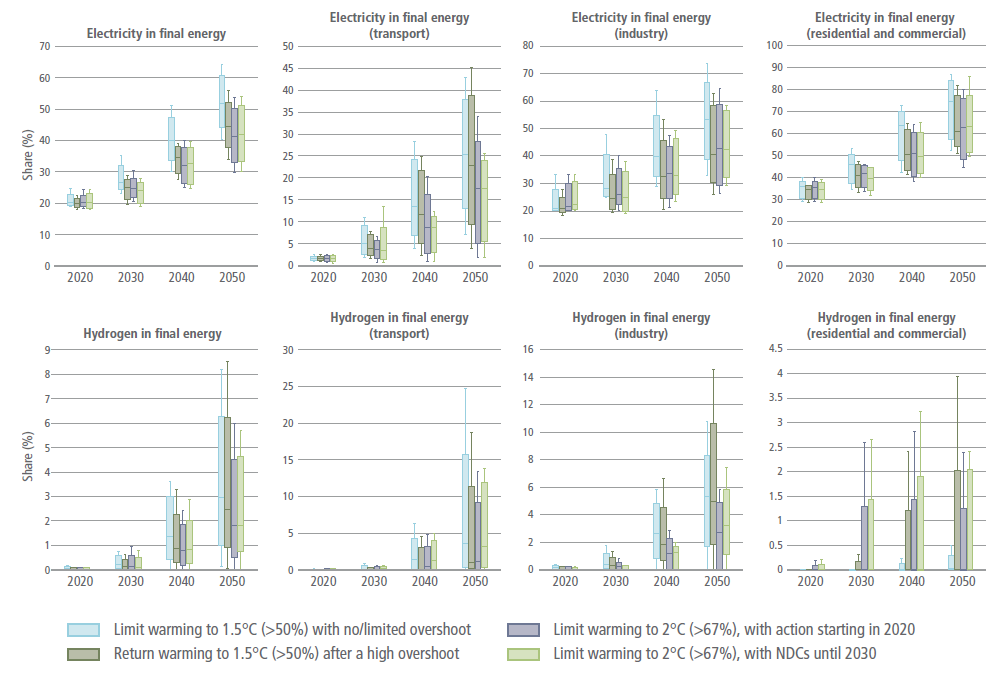 Electricity in final energy
70
60
50
40
30
20
10
0
Share (%)
2020 2030 2040 2050
Electricity in final energy
(transport)
50
45
40
35
30
25
20
15
10
5
0
2020 2030 2040 2050
Electricity in final energy
(industry)
80
70
60
50
40
30
20
10
0
2020 2030 2040 2050
Electricity in final energy
(residential and commercial)
100
90
80
70
60
50
40
30
20
10
0
2020 2030 2040 2050
Hydrogen in final energy
9
8
7
6
5
4
3
2
1
0
Share (%)
2020 2030 2040 2050
Hydrogen in final energy
(transport)
30
25
20
15
10
5
0
2020 2030 2040 2050
Hydrogen in final energy
(industry)
16
14
12
10
8
6
4
2
0
2020 2030 2040 2050
Hydrogen in final energy
(residential and commercial)
4.5
4
3.5
3
2.5
2
1.5
1
0.5
0
2020 2030 2040 2050
Limit warming to 1.5°C (>50%) with no/limited overshoot
Return warming to 1.5°C (>50%) after a high overshoot
Limit warming to 2°C (>67%), with action starting in 2020
Limit warming to 2°C (>67%), with NDCs until 2030